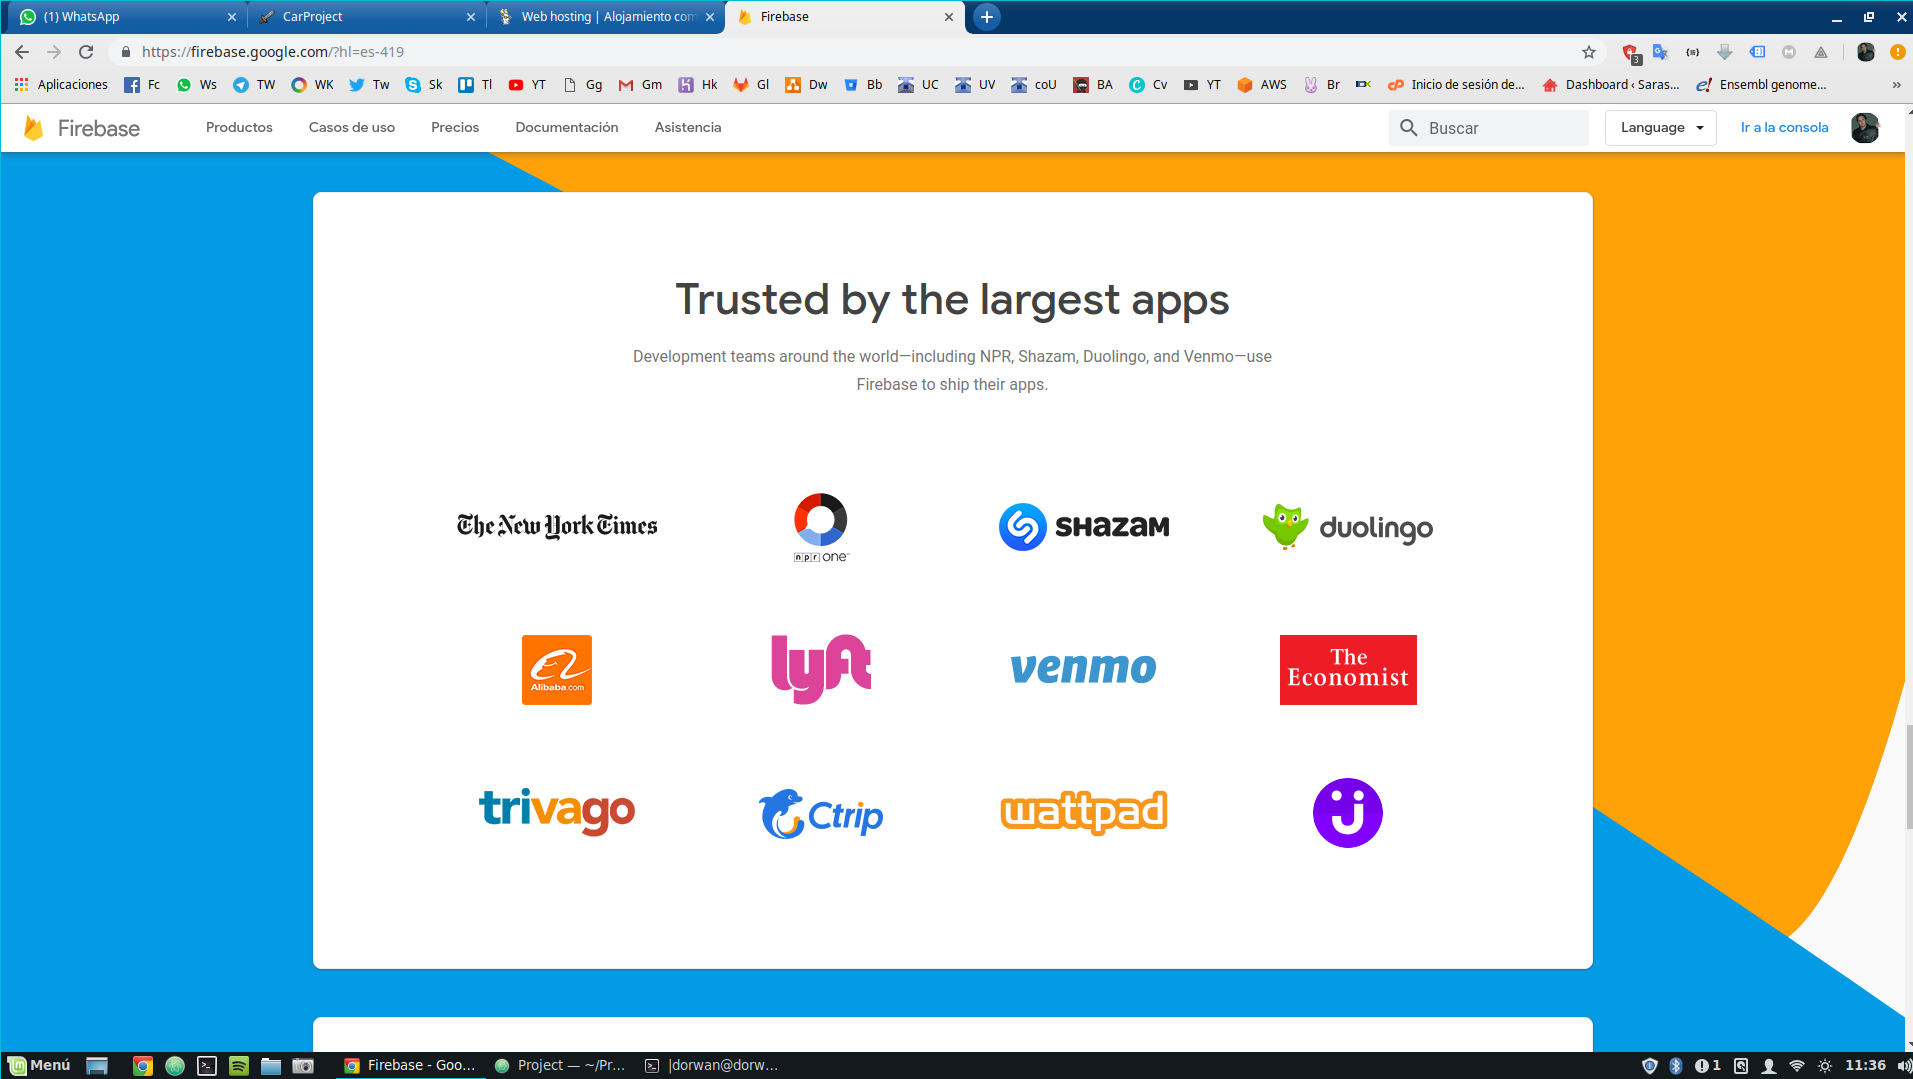 (1) WhatsApp
CarProject
Web hosting | Alojamiento com
Firebase
https://firebase.google.com/?hl=es-419
3
Aplicaciones
Fc
Ws
TW
WK
Tw
Sk
Tl
YT
Gg
Gm
Hk
Gl
Dw
Bb
UC
UV
coU
BA
Cv
YT
AWS
Br
Inicio de sesión de...
Dashboard ‹ Saras...
Ensembl genome...
»
Firebase
Productos
Casos de uso
Precios
Documentación
Asistencia
Buscar
Language
Ir a la consola
Trusted by the largest apps
Development teams around the world—including NPR, Shazam, Duolingo, and Venmo—use
Firebase to ship their apps.
The New York Times
npr one
SHAZAM
duolingo
Alibaba.com
lyft
venmo
The
Economist
trivago
Ctrip
wattpad
Menú
Firebase - Goo...
Project — ~/Pr...
|dorwan@dorw...
1
11:36